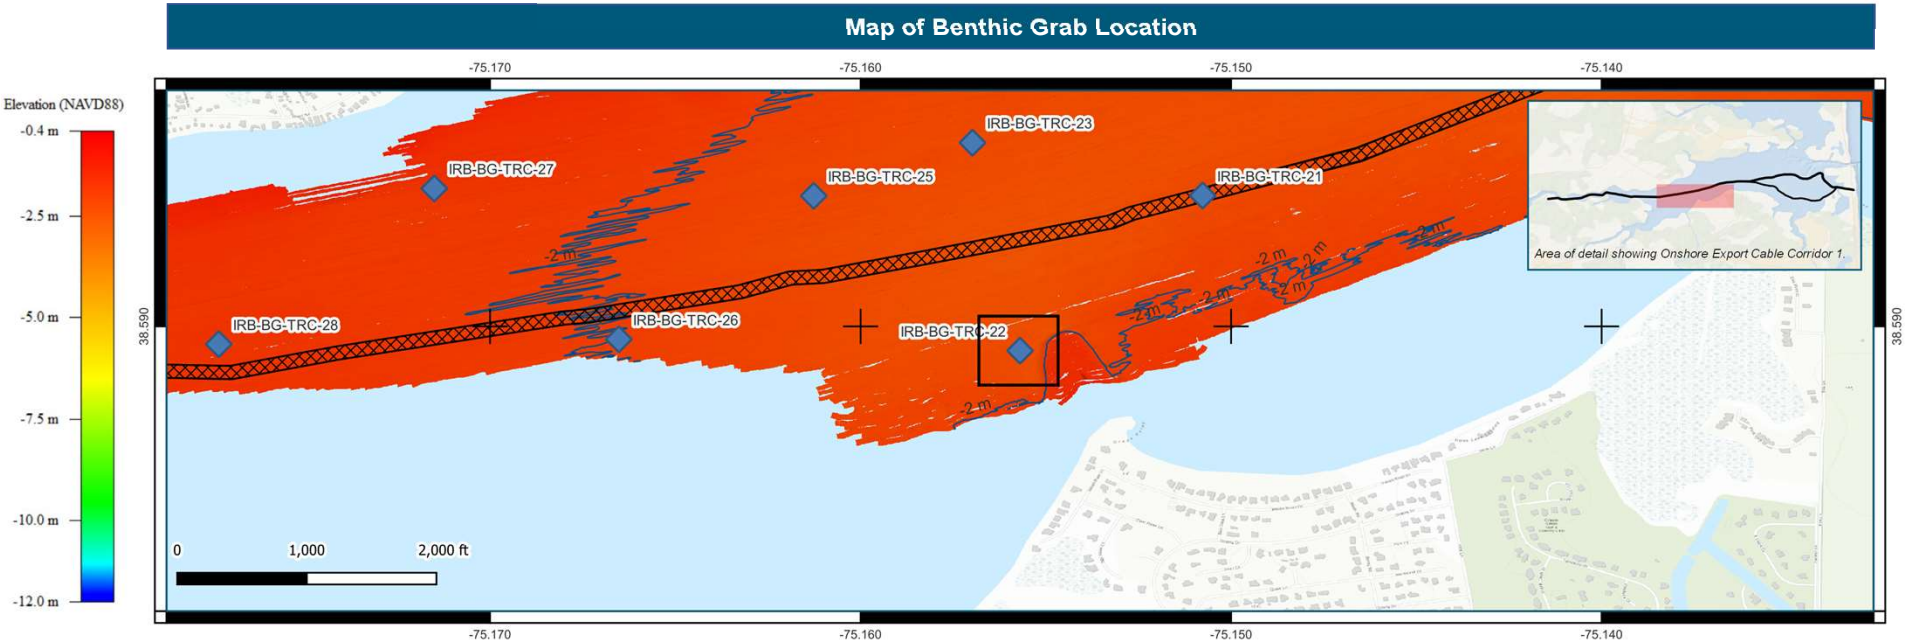 Map of Benthic Grab Location
-75.170
-75.160
-75.150
-75.140
Elevation (NAVD88)
-0.4 m
-2.5 m
-5.0 m
-7.5 m
-10.0 m
-12.0 m
IRB-BG-TRC-23
IRB-BG-TRC-27
IRB-BG-TRC-25
IRB-BG-TRC-21
-2 m
-2 m
-2 m
-2 m
Area of detail showing Onshore Export Cable Corridor 1.
-2 m
2 m
-2 m
IRB-BG-TRC-28
IRB-BG-TRC-26
IRB-BG-TRC-22
38.590
38.590
-2 m
0
1,000
2,000 ft
-75.170
-75.160
-75.150
-75.140